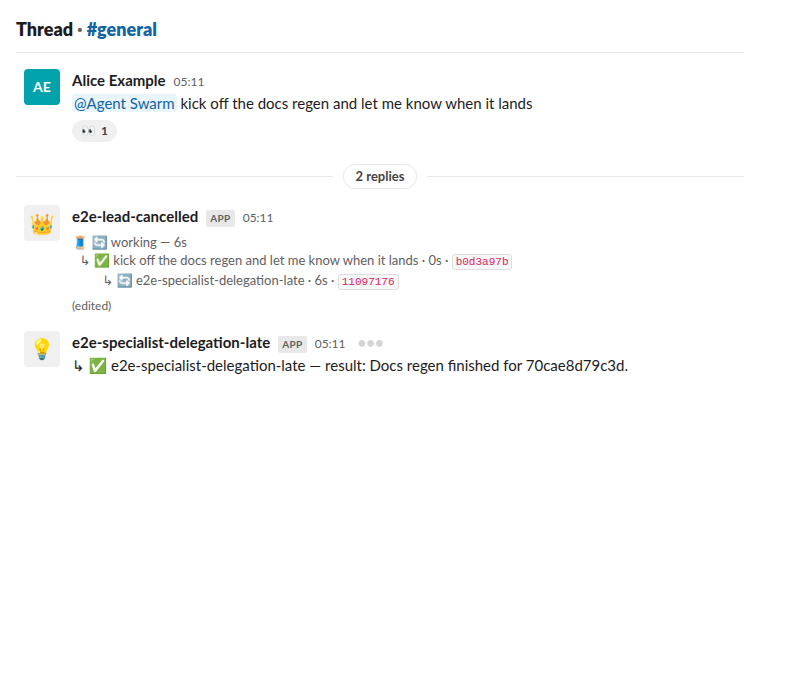 Thread • #general
AE
Alice Example 05:11
@Agent Swarm kick off the docs regen and let me know when it lands
👀 1
2 replies
e2e-lead-cancelled APP 05:11
🧵 🔄 working — 6s
↳ ✅ kick off the docs regen and let me know when it lands · 0s · b0d3a97b
↳ 🔄 e2e-specialist-delegation-late · 6s · 11097176
(edited)
e2e-specialist-delegation-late APP 05:11
↳ ✅ e2e-specialist-delegation-late — result: Docs regen finished for 70cae8d79c3d.